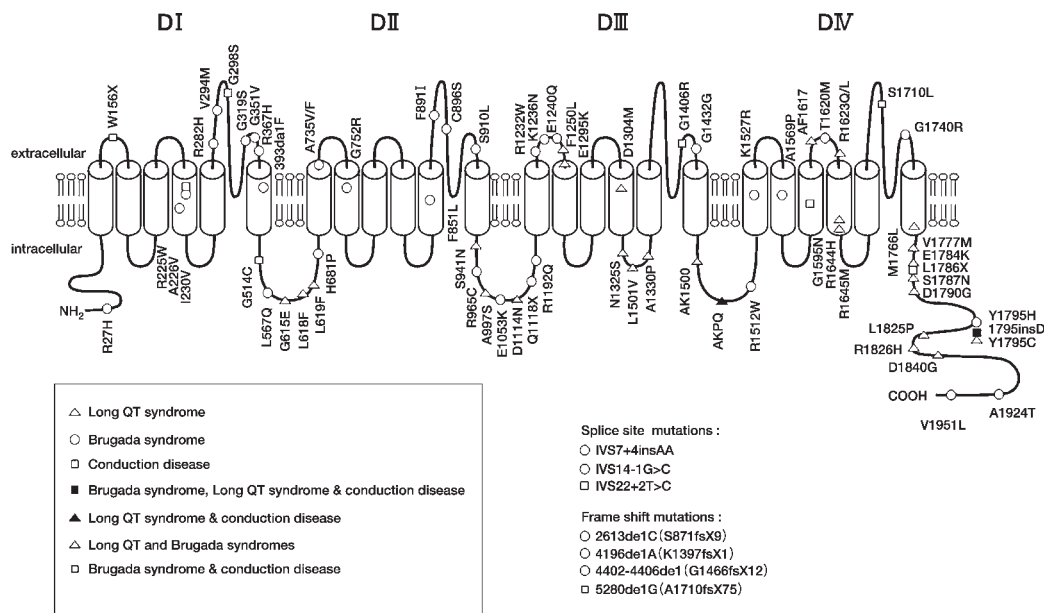 DI
DII
DIII
DIV
extracellular
intracellular
NH2
R27H
W156X
R225W
A226V
I230V
R282H
V294M
G298S
G319S
G351V
R367H
393da1F
G514C
L567Q
G615E
L618F
L619F
H681P
A735V/F
G752R
F851L
F891I
C896S
S910L
S941N
R965C
A997S
E1053K
D1114N
Q1118X
R1192Q
R1232W
K1236N
E1240Q
F1250L
E1295K
D1304M
N1325S
L1501V
A1330P
G1406R
G1432G
AK1500
AKPQ
R1512W
K1527R
A1569P
AF1617
T1620M
R1623Q/L
G1595N
R1644H
R1645M
S1710L
G1740R
M1766L
V1777M
E1784K
L1786X
S1787N
D1790G
Y1795H
1795insD
Y1795C
L1825P
R1826H
D1840G
COOH
V1951L
A1924T
Long QT syndrome
Brugada syndrome
Conduction disease
Brugada syndrome, Long QT syndrome & conduction disease
Long QT syndrome & conduction disease
Long QT and Brugada syndromes
Brugada syndrome & conduction disease
Splice site mutations :
IVS7+4insAA
IVS14-1G>C
IVS22+2T>C
Frame shift mutations :
2613de1C(S871fsX9)
4196de1A(K1397fsX1)
4402-4406de1(G1466fsX12)
5280de1G(A1710fsX75)